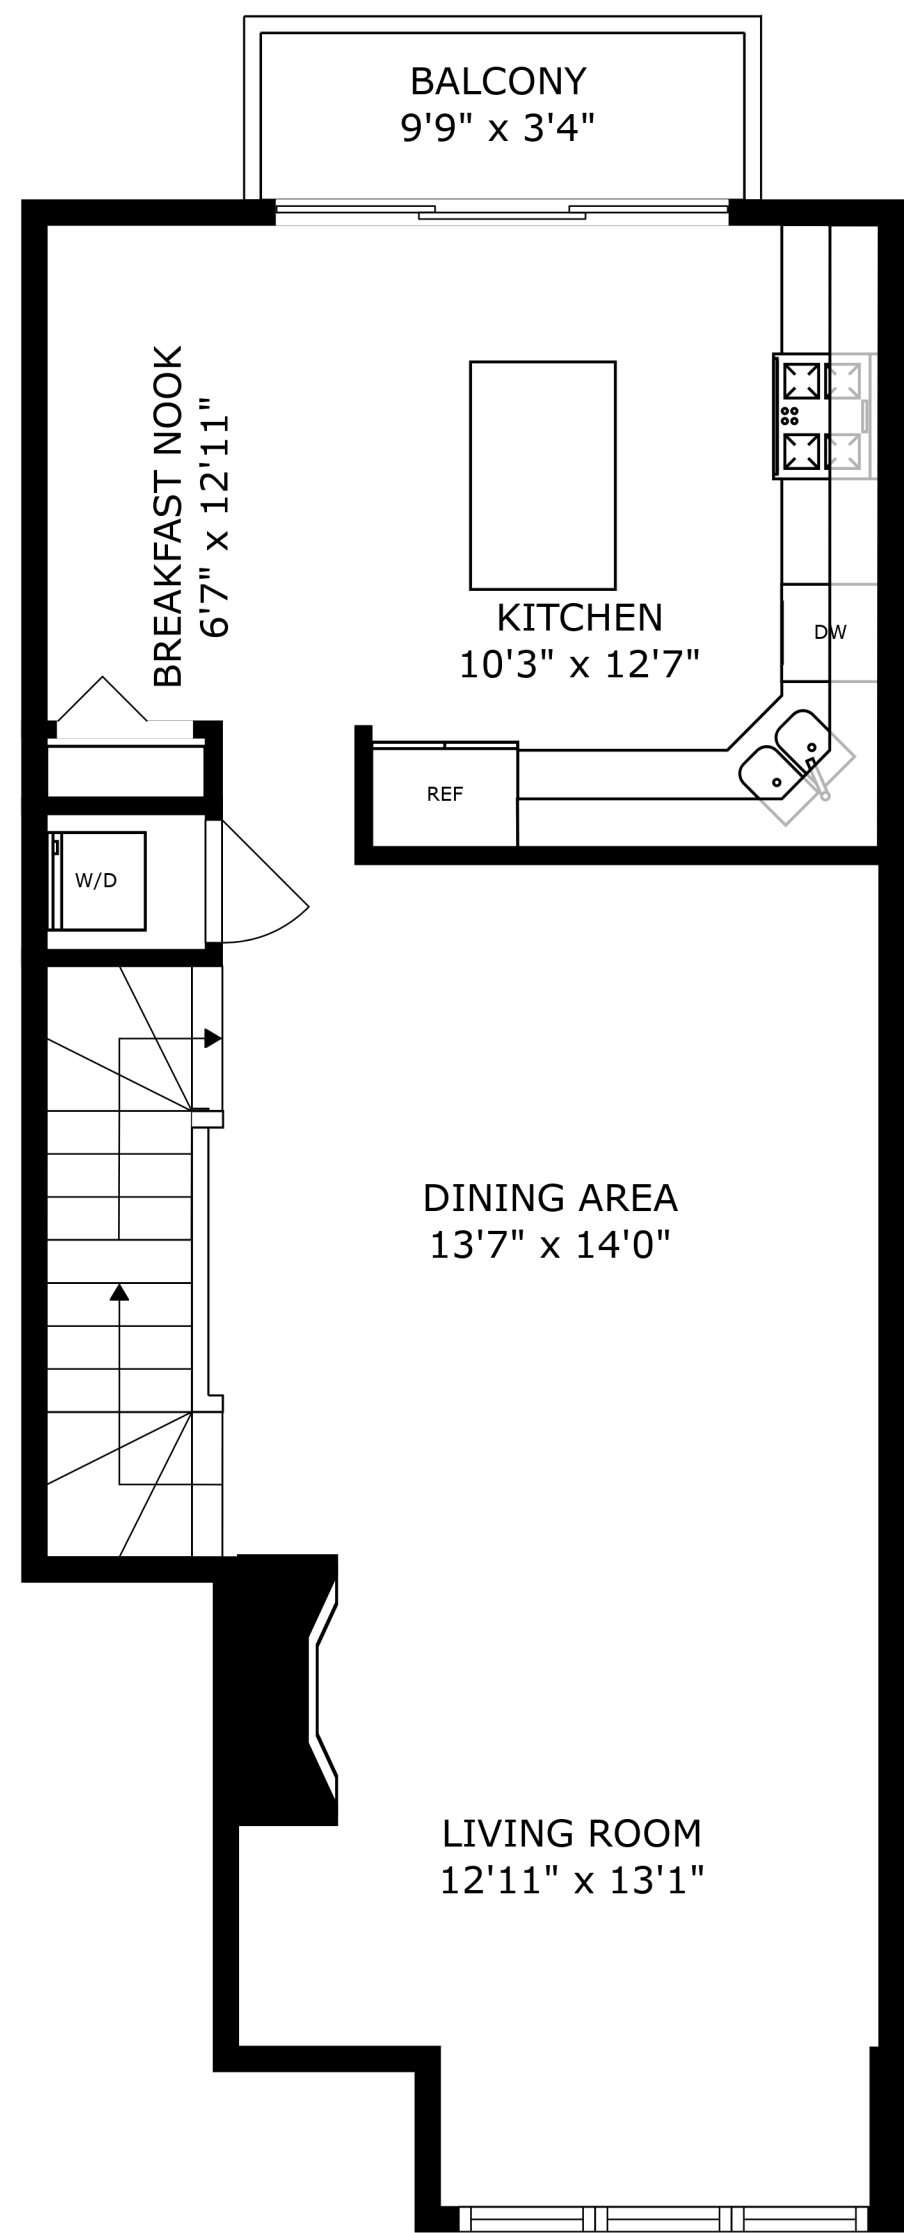 BALCONY
9'9" x 3'4"
BREAKFAST NOOK
6'7" x 12'11"
KITCHEN
10'3" x 12'7"
DW
REF
W/D
DINING AREA
13'7" x 14'0"
LIVING ROOM
12'11" x 13'1"